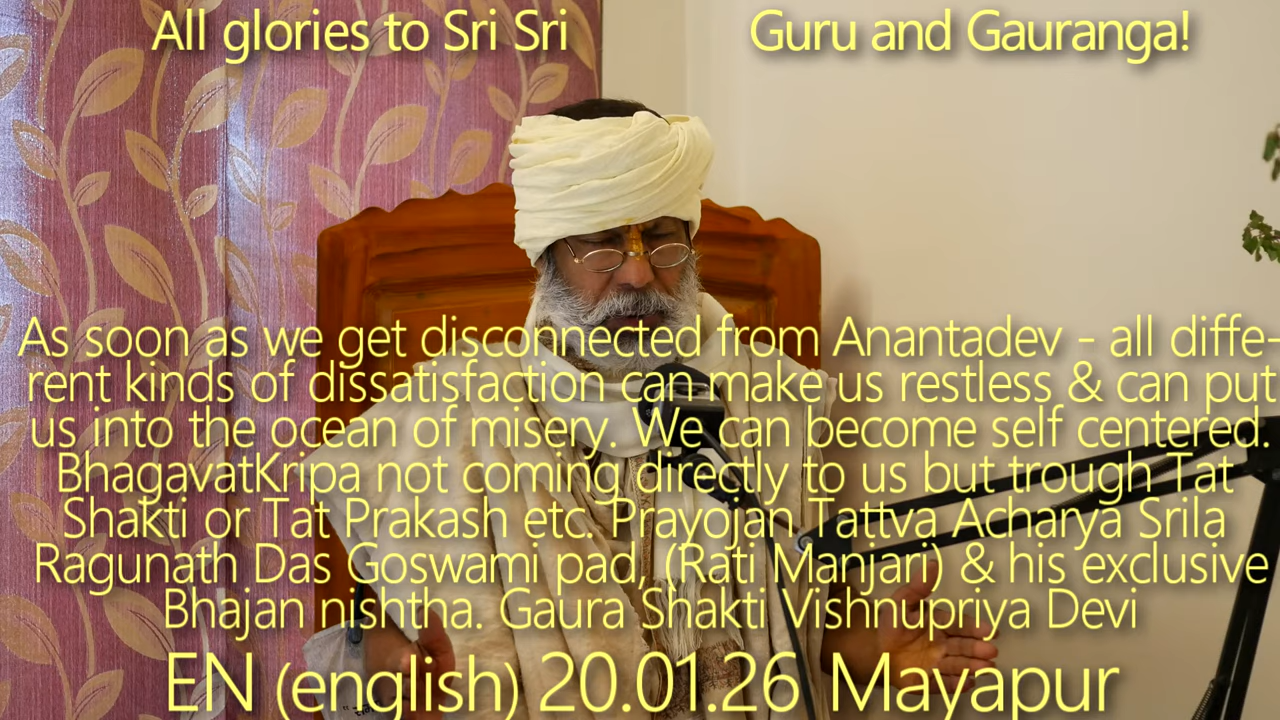 All glories to Sri Sri Guru and Gauranga!
As soon as we get disconnected from Anantadev - all diffe-
rent kinds of dissatisfaction can make us restless & can put
us into the ocean of misery. We can become self centered.
BhagavatKripa not coming directly to us but trough Tat
Shakti or Tat Prakash etc. Prayojan Tattva Acharya Srila
Ragunath Das Goswami pad, (Rati Manjari) & his exclusive
Bhajan nishtha. Gaura Shakti Vishnupriya Devi
EN (english) 20.01.26 Mayapur